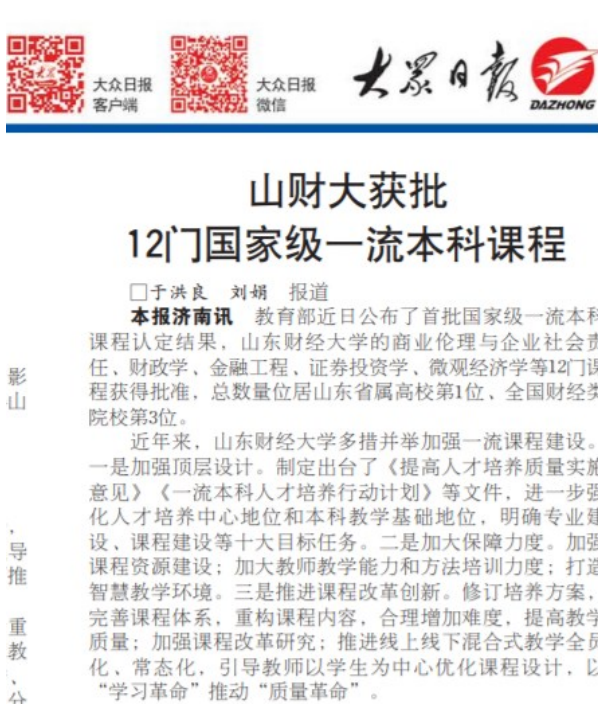 大众日报
客户端
大众日报
微信
大众日报
DAZHONG
山财大获批
12门国家级一流本科课程
□于洪良 刘娟 报道
本报济南讯 教育部近日公布了首批国家级一流本科
课程认定结果，山东财经大学的商业伦理与企业社会责
任、财政学、金融工程、证券投资学、微观经济学等12门课
程获得批准，总数量位居山东省属高校第1位、全国财经类
院校第3位。
近年来，山东财经大学多措并举加强一流课程建设。
一是加强顶层设计。制定出台了《提高人才培养质量实施
意见》《一流本科人才培养行动计划》等文件，进一步强
化人才培养中心地位和本科教学基础地位，明确专业建
设、课程建设等十大目标任务。二是加大保障力度。加强
课程资源建设；加大教师教学能力和方法培训力度；打造
智慧教学环境。三是推进课程改革创新。修订培养方案，
完善课程体系，重构课程内容，合理增加难度，提高教学
质量；加强课程改革研究；推进线上线下混合式教学全员
化、常态化，引导教师以学生为中心优化课程设计，以
“学习革命”推动“质量革命”。
影
山
，
导
推
重
教
、
分